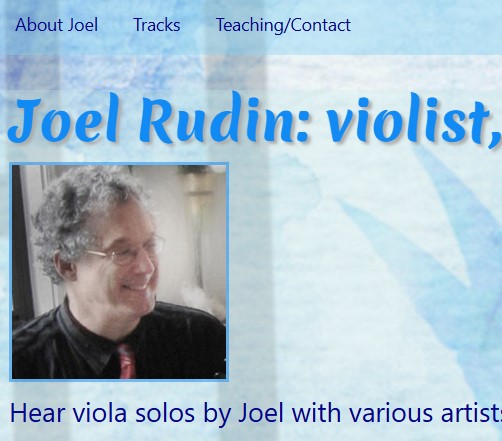 About Joel Tracks Teaching/Contact
Joel Rudin: violist,
Hear viola solos by Joel with various artists